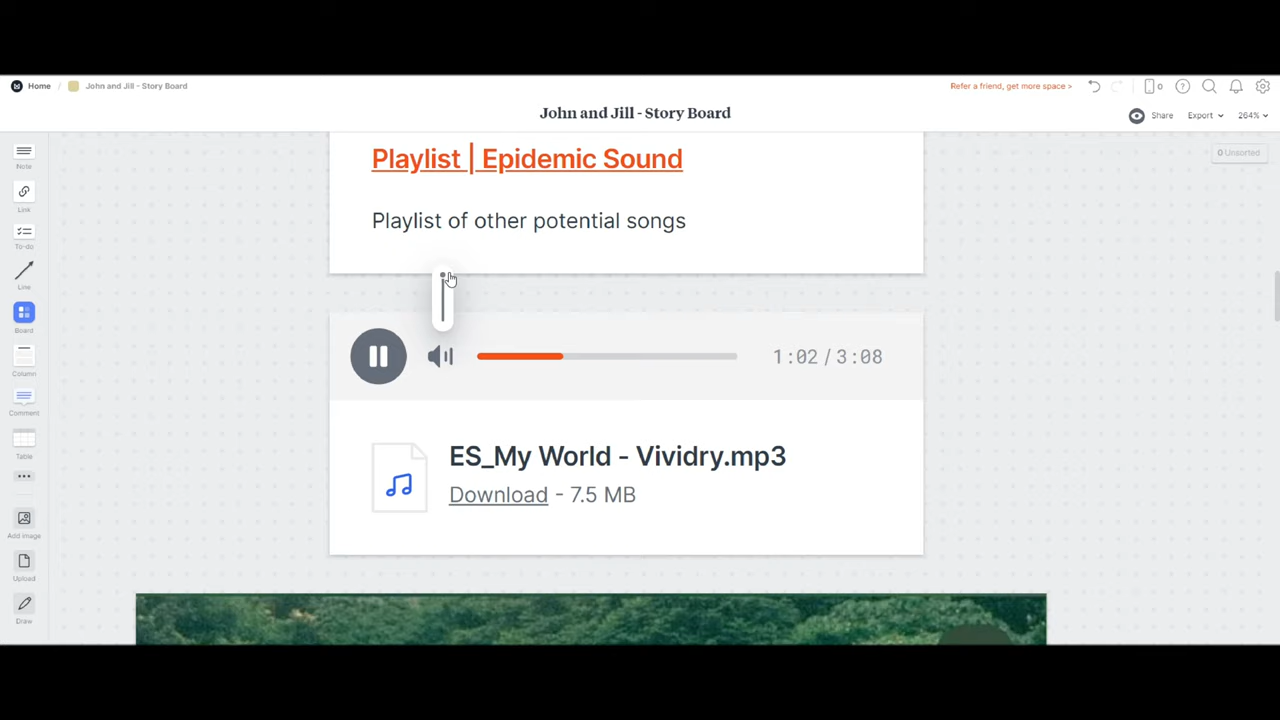 Home / John and Jill - Story Board
Refer a friend, get more space >
0
John and Jill - Story Board
Share
Export
264%
Note
Link
To-do
Line
Board
Column
Comment
Table
Add image
Upload
Draw
0 Unsorted
Playlist | Epidemic Sound
Playlist of other potential songs
1:02 / 3:08
ES_My World - Vividry.mp3
Download - 7.5 MB